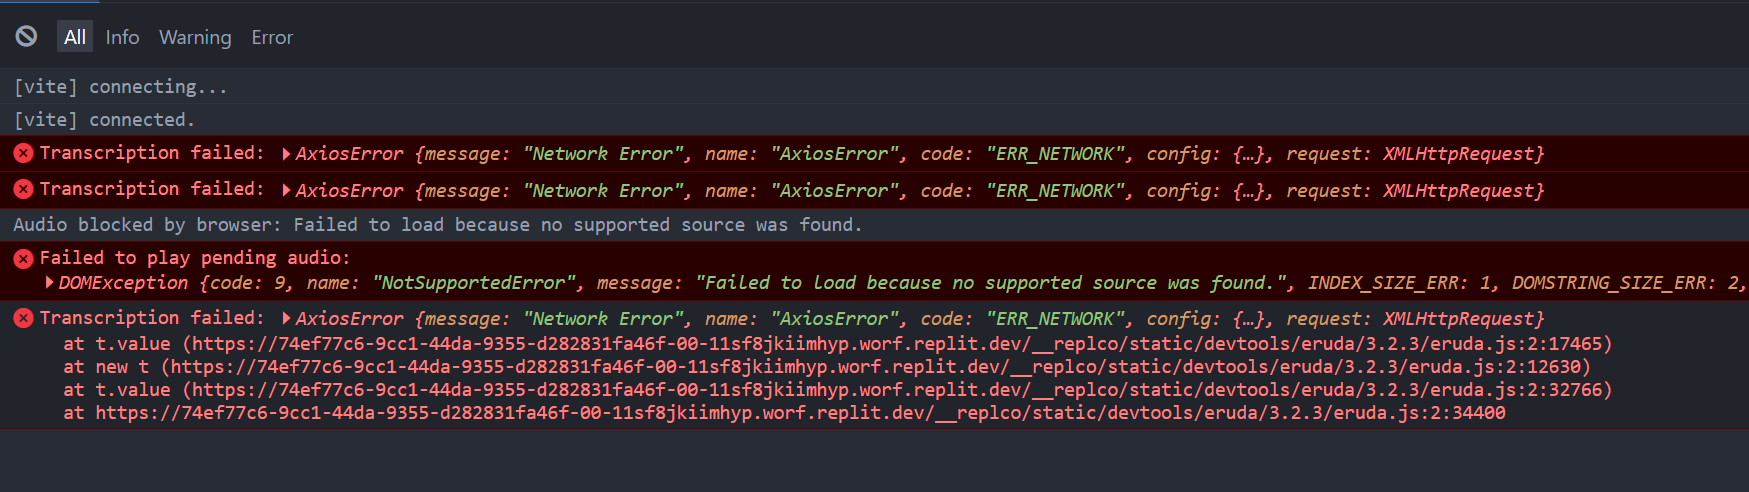 All Info Warning Error
[vite] connecting...
[vite] connected.
Transcription failed: AxiosError {message: "Network Error", name: "AxiosError", code: "ERR_NETWORK", config: {…}, request: XMLHttpRequest}
Transcription failed: AxiosError {message: "Network Error", name: "AxiosError", code: "ERR_NETWORK", config: {…}, request: XMLHttpRequest}
Audio blocked by browser: Failed to load because no supported source was found.
Failed to play pending audio:
DOMException {code: 9, name: "NotSupportedError", message: "Failed to load because no supported source was found.", INDEX_SIZE_ERR: 1, DOMSTRING_SIZE_ERR: 2,
Transcription failed: AxiosError {message: "Network Error", name: "AxiosError", code: "ERR_NETWORK", config: {…}, request: XMLHttpRequest}
at t.value (https://74ef77c6-9cc1-44da-9355-d282831fa46f-00-11sf8jkiimhyp.worf.replit.dev/__replco/static/devtools/eruda/3.2.3/eruda.js:2:17465)
at new t (https://74ef77c6-9cc1-44da-9355-d282831fa46f-00-11sf8jkiimhyp.worf.replit.dev/__replco/static/devtools/eruda/3.2.3/eruda.js:2:12630)
at t.value (https://74ef77c6-9cc1-44da-9355-d282831fa46f-00-11sf8jkiimhyp.worf.replit.dev/__replco/static/devtools/eruda/3.2.3/eruda.js:2:32766)
at https://74ef77c6-9cc1-44da-9355-d282831fa46f-00-11sf8jkiimhyp.worf.replit.dev/__replco/static/devtools/eruda/3.2.3/eruda.js:2:34400